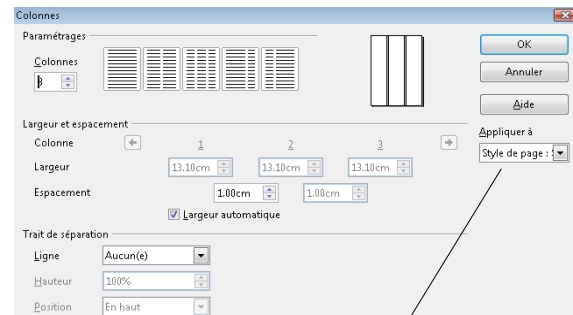 Colonnes
Paramétrages
OK
Colonnes
3
Annuler
Aide
Largeur et espacement
Appliquer à
Colonne 1 2 3
Style de page :
Largeur 13.10cm 13.10cm 13.10cm
Espacement 1.00cm 1.00cm
Largeur automatique
Trait de séparation
Ligne Aucun(e)
Hauteur 100%
Position En haut